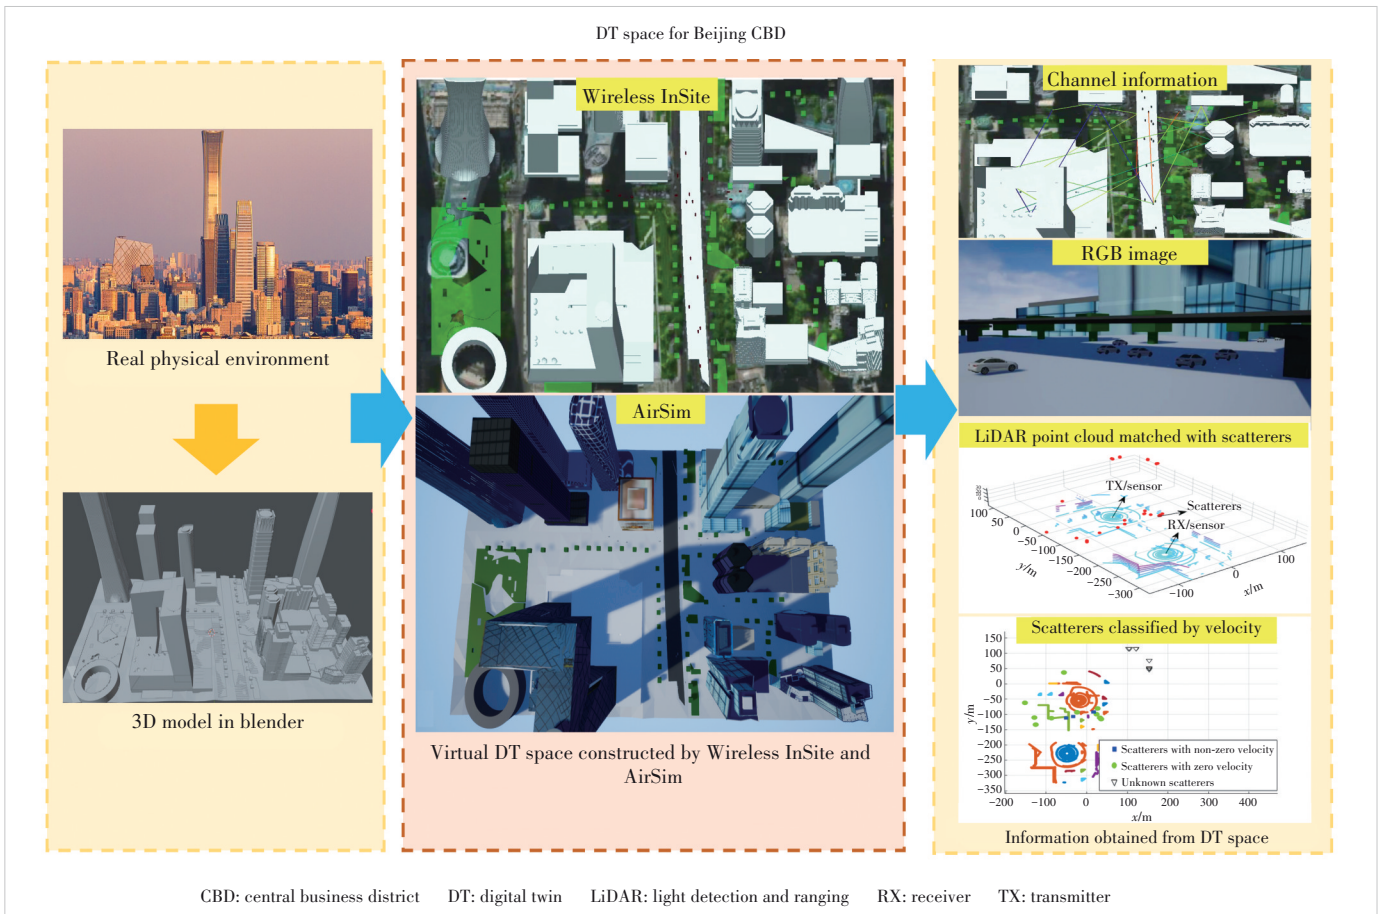 DT space for Beijing CBD
Real physical environment
3D model in blender
Wireless InSite
AirSim
Virtual DT space constructed by Wireless InSite and
AirSim
Channel information
RGB image
LiDAR point cloud matched with scatterers
TX/sensor
Scatterers
RX/sensor
100
50
0
-50
-100
-150
-200
-250
-300
y/m
-100
0
100
x/m
Scatterers classified by velocity
150
100
50
0
-50
-100
-150
-200
-250
-300
-350
y/m
Scatterers with non-zero velocity
Scatterers with zero velocity
Unknown scatterers
-200 -100 0 100 200 300 400
x/m
Information obtained from DT space
CBD: central business district DT: digital twin LiDAR: light detection and ranging RX: receiver TX: transmitter